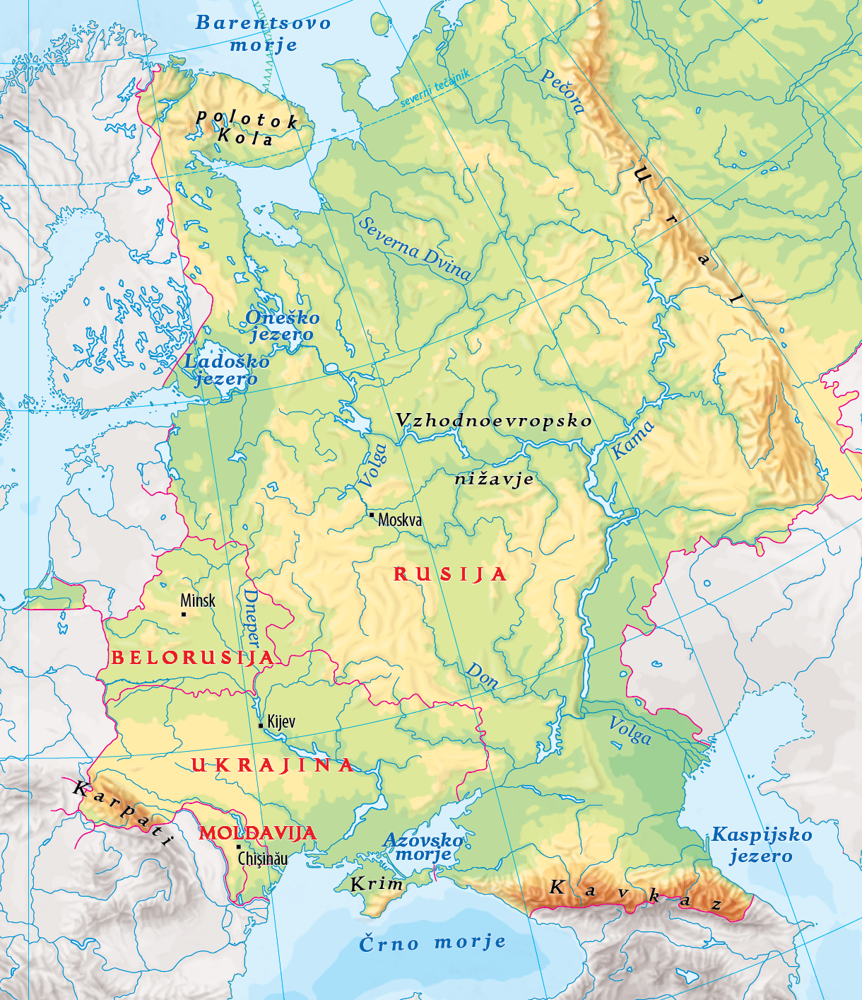 Barentsovo
morje
severni tečajnik
Pečora
polotok
Kola
Ural
Severna Dvina
Oneško
jezero
Ladoško
jezero
Vzhodnoevropsko
nižavje
Kama
Volga
Moskva
RUSIJA
Dneper
Minsk
BELORUSIJA
Don
Kijev
Volga
UKRAJINA
Karpati
MOLDAVIJA
Chișinău
Azovsko
morje
Kaspijsko
jezero
Krim
Kavkaz
Črno morje